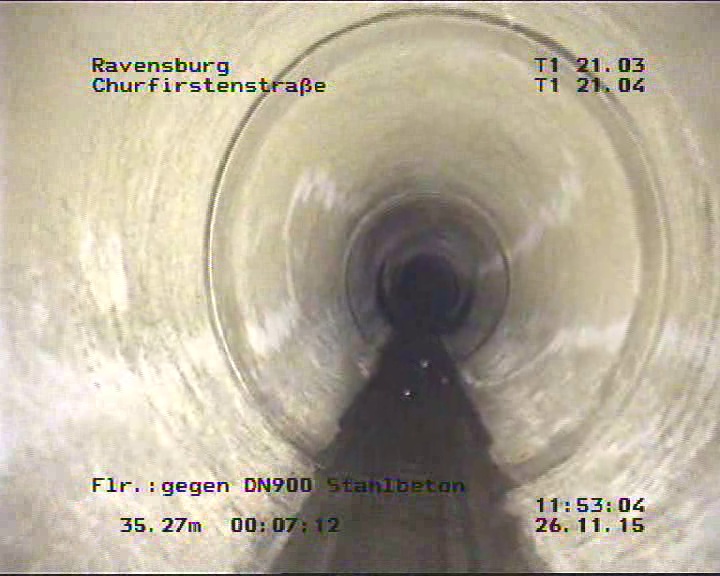 Ravensburg
Churfirstenstraße
T1 21.03
T1 21.04
Flr.:gegen DN900 Stahlbeton
35.27m 00:07:12
11:53:04
26.11.15